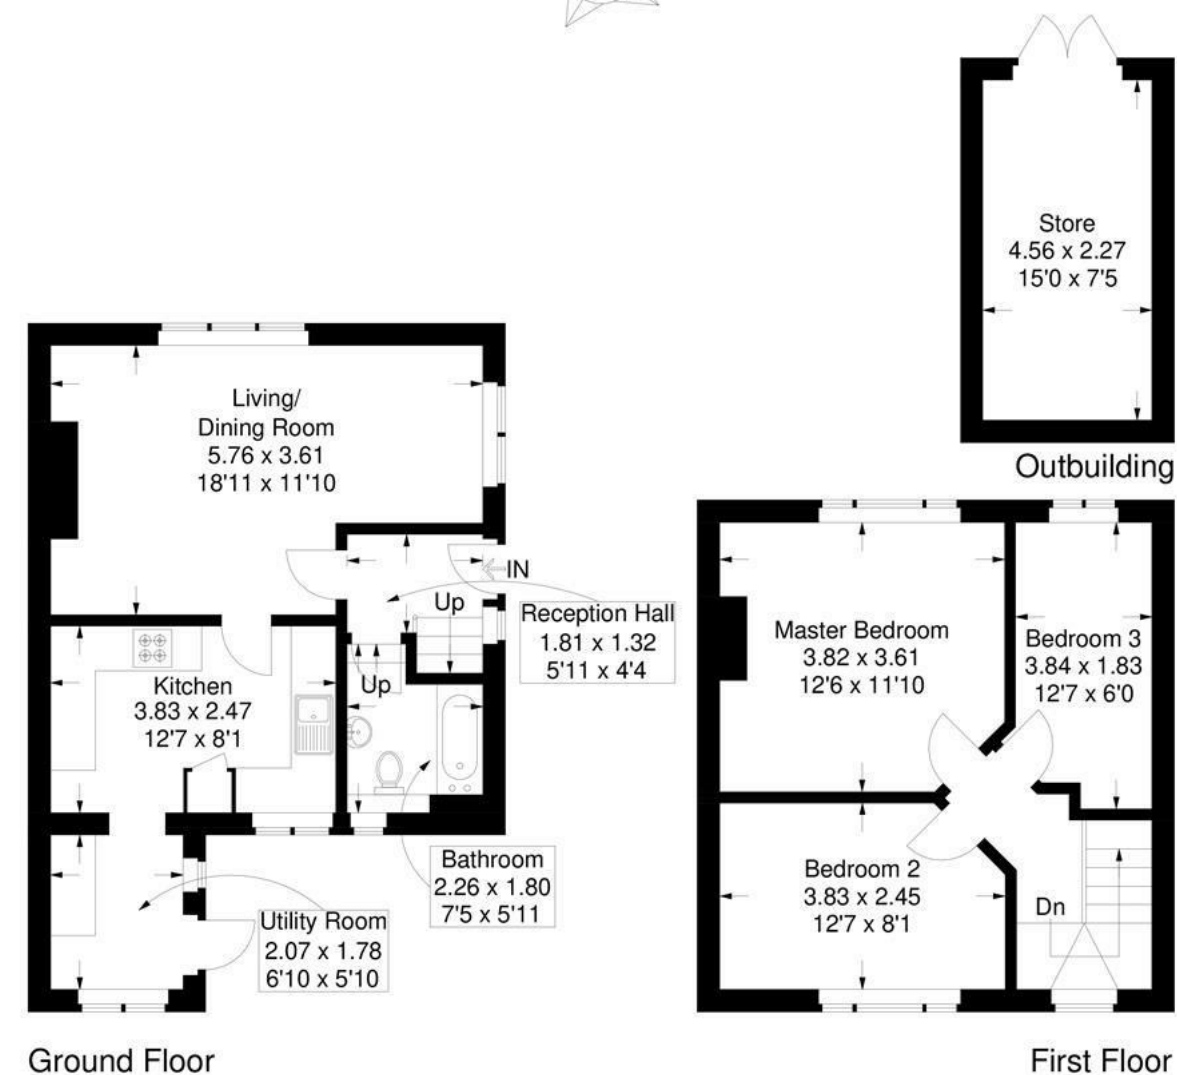 Store
4.56 x 2.27
15'0 x 7'5
Outbuilding
Living/
Dining Room
5.76 x 3.61
18'11 x 11'10
IN
Up
Reception Hall
1.81 x 1.32
5'11 x 4'4
Up
Kitchen
3.83 x 2.47
12'7 x 8'1
Bathroom
2.26 x 1.80
7'5 x 5'11
Utility Room
2.07 x 1.78
6'10 x 5'10
Ground Floor
Master Bedroom
3.82 x 3.61
12'6 x 11'10
Bedroom 3
3.84 x 1.83
12'7 x 6'0
Bedroom 2
3.83 x 2.45
12'7 x 8'1
Dn
First Floor